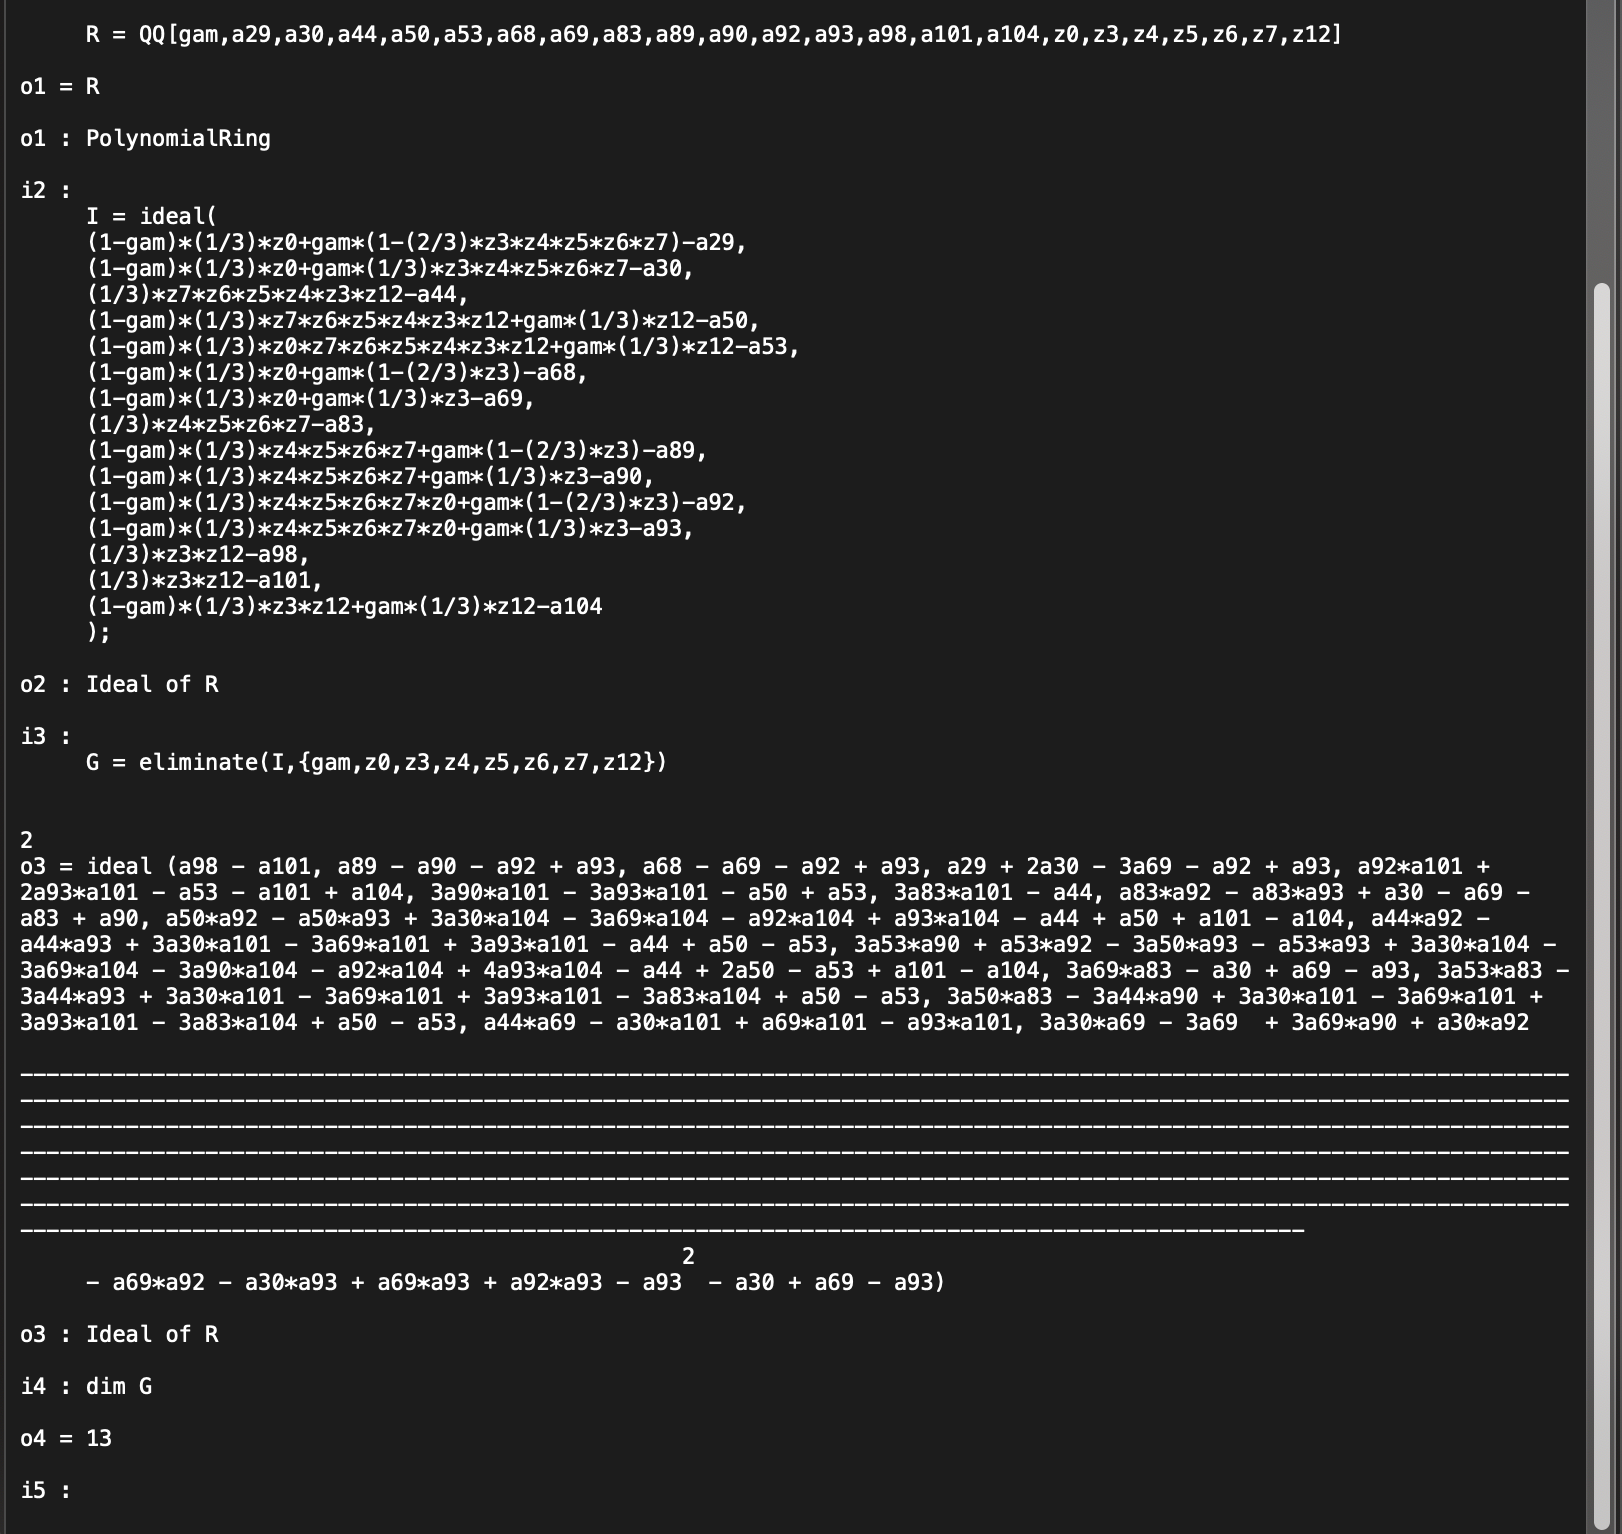 R = QQ[gam,a29,a30,a44,a50,a53,a68,a69,a83,a89,a90,a92,a93,a98,a101,a104,z0,z3,z4,z5,z6,z7,z12]
o1 = R
o1 : PolynomialRing
i2 :
I = ideal(
(1-gam)*(1/3)*z0+gam*(1-(2/3)*z3*z4*z5*z6*z7)-a29,
(1-gam)*(1/3)*z0+gam*(1/3)*z3*z4*z5*z6*z7-a30,
(1/3)*z7*z6*z5*z4*z3*z12-a44,
(1-gam)*(1/3)*z7*z6*z5*z4*z3*z12+gam*(1/3)*z12-a50,
(1-gam)*(1/3)*z0*z7*z6*z5*z4*z3*z12+gam*(1/3)*z12-a53,
(1-gam)*(1/3)*z0+gam*(1-(2/3)*z3)-a68,
(1-gam)*(1/3)*z0+gam*(1/3)*z3-a69,
(1/3)*z4*z5*z6*z7-a83,
(1-gam)*(1/3)*z4*z5*z6*z7+gam*(1-(2/3)*z3)-a89,
(1-gam)*(1/3)*z4*z5*z6*z7+gam*(1/3)*z3-a90,
(1-gam)*(1/3)*z4*z5*z6*z7*z0+gam*(1-(2/3)*z3)-a92,
(1-gam)*(1/3)*z4*z5*z6*z7*z0+gam*(1/3)*z3-a93,
(1/3)*z3*z12-a98,
(1/3)*z3*z12-a101,
(1-gam)*(1/3)*z3*z12+gam*(1/3)*z12-a104
);
o2 : Ideal of R
i3 :
G = eliminate(I,{gam,z0,z3,z4,z5,z6,z7,z12})
2
o3 = ideal (a98 - a101, a89 - a90 - a92 + a93, a68 - a69 - a92 + a93, a29 + 2a30 - 3a69 - a92 + a93, a92*a101 +
2a93*a101 - a53 - a101 + a104, 3a90*a101 - 3a93*a101 - a50 + a53, 3a83*a101 - a44, a83*a92 - a83*a93 + a30 - a69 -
a83 + a90, a50*a92 - a50*a93 + 3a30*a104 - 3a69*a104 - a92*a104 + a93*a104 - a44 + a50 + a101 - a104, a44*a92 -
a44*a93 + 3a30*a101 - 3a69*a101 + 3a93*a101 - a44 + a50 - a53, 3a53*a90 + a53*a92 - 3a50*a93 - a53*a93 + 3a30*a104 -
3a69*a104 - 3a90*a104 - a92*a104 + 4a93*a104 - a44 + 2a50 - a53 + a101 - a104, 3a69*a83 - a30 + a69 - a93, 3a53*a83 -
3a44*a93 + 3a30*a101 - 3a69*a101 + 3a93*a101 - 3a83*a104 + a50 - a53, 3a50*a83 - 3a44*a90 + 3a30*a101 - 3a69*a101 +
3a93*a101 - 3a83*a104 + a50 - a53, a44*a69 - a30*a101 + a69*a101 - a93*a101, 3a30*a69 - 3a69  + 3a69*a90 + a30*a92
2
- a69*a92 - a30*a93 + a69*a93 + a92*a93 - a93  - a30 + a69 - a93)
o3 : Ideal of R
i4 : dim G
o4 = 13
i5 :